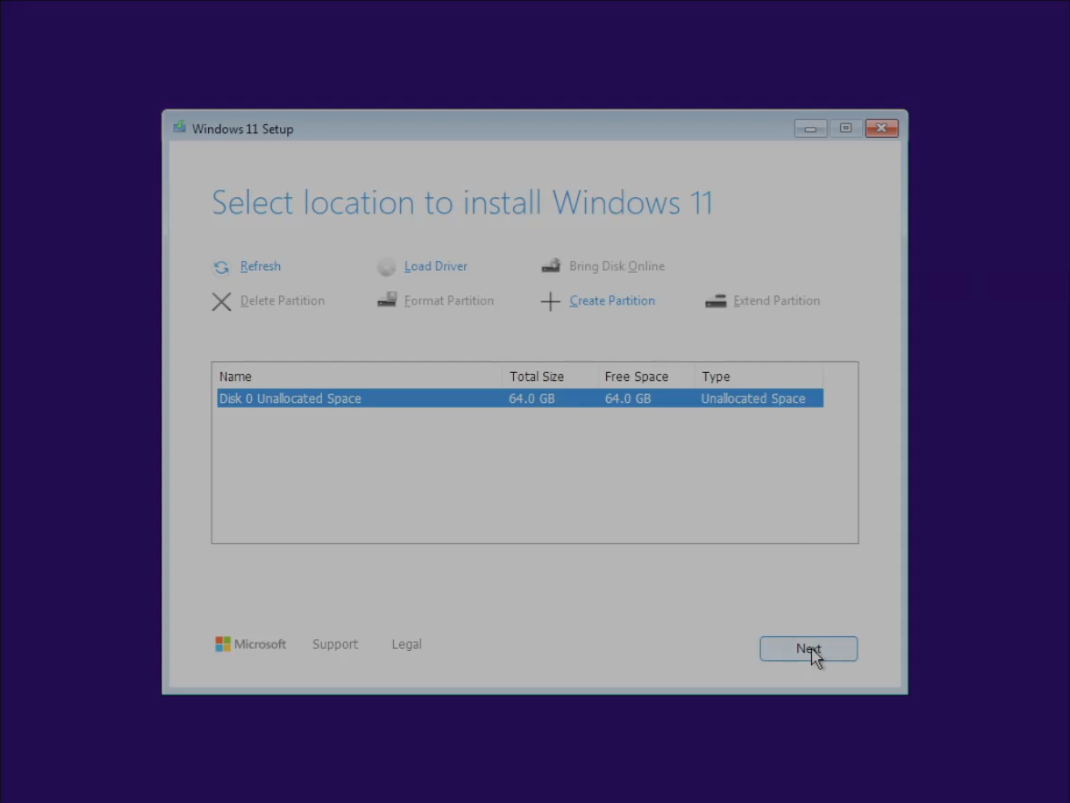 Windows 11 Setup
Select location to install Windows 11
Refresh Load Driver Bring Disk Online
Delete Partition Format Partition Create Partition Extend Partition
Name Total Size Free Space Type
Disk 0 Unallocated Space 64.0 GB 64.0 GB Unallocated Space
Microsoft Support Legal Next